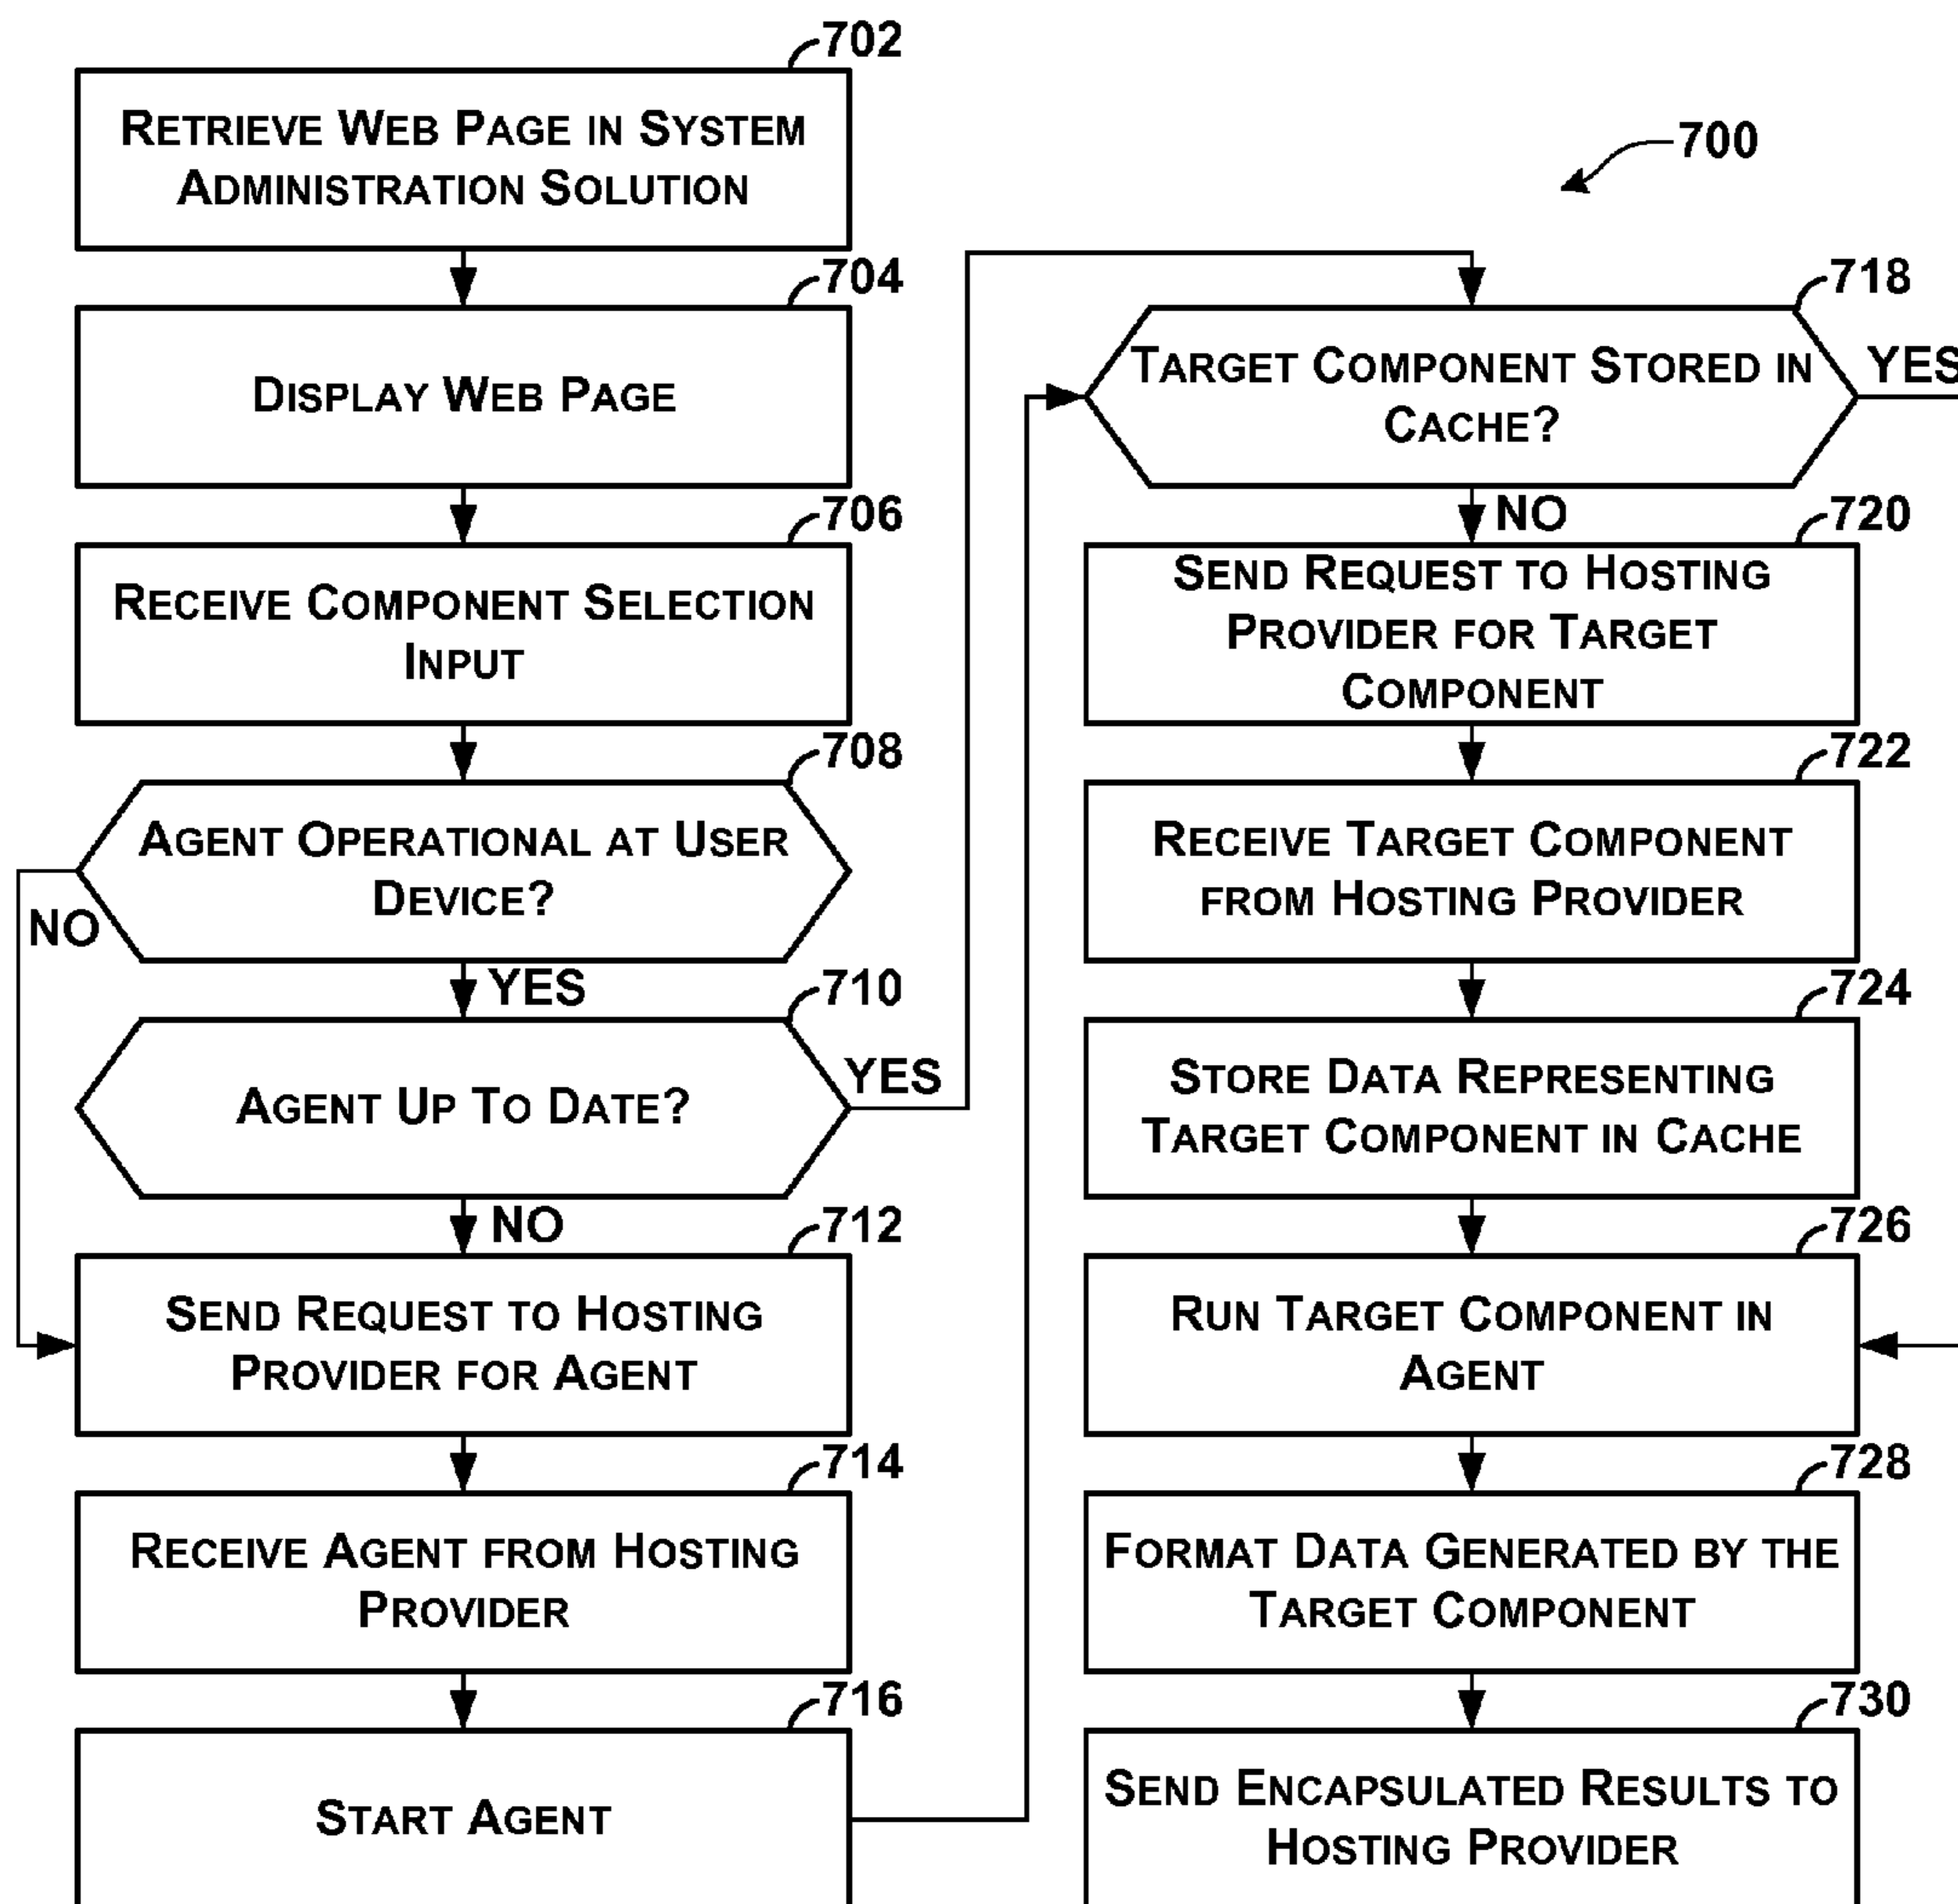 702
RETRIEVE WEB PAGE IN SYSTEM
ADMINISTRATION SOLUTION
704
DISPLAY WEB PAGE
706
RECEIVE COMPONENT SELECTION
INPUT
708
AGENT OPERATIONAL AT USER
DEVICE?
NO
YES
710
AGENT UP TO DATE?
YES
NO
712
SEND REQUEST TO HOSTING
PROVIDER FOR AGENT
714
RECEIVE AGENT FROM HOSTING
PROVIDER
716
START AGENT
700
718
TARGET COMPONENT STORED IN
CACHE?
YES
NO
720
SEND REQUEST TO HOSTING
PROVIDER FOR TARGET
COMPONENT
722
RECEIVE TARGET COMPONENT
FROM HOSTING PROVIDER
724
STORE DATA REPRESENTING
TARGET COMPONENT IN CACHE
726
RUN TARGET COMPONENT IN
AGENT
728
FORMAT DATA GENERATED BY THE
TARGET COMPONENT
730
SEND ENCAPSULATED RESULTS TO
HOSTING PROVIDER